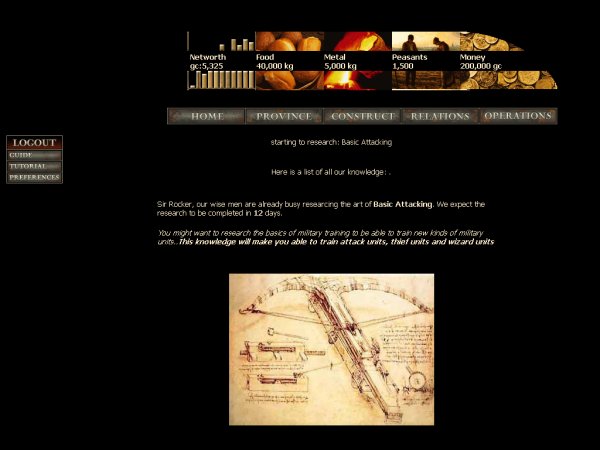 Networth Food Metal Peasants Money
gc:5,325 40,000 kg 5,000 kg 1,500 200,000 gc
HOME PROVINCE CONSTRUCT RELATIONS OPERATIONS
LOGOUT
GUIDE
TUTORIAL
PREFERENCES
starting to research: Basic Attacking
Here is a list of all our knowledge: .
Sir Rocker, our wise men are already busy researcing the art of Basic Attacking. We expect the
research to be completed in 12 days.
You might want to research the basics of military training to be able to train new kinds of military
units..This knowledge will make you able to train attack units, thief units and wizard units